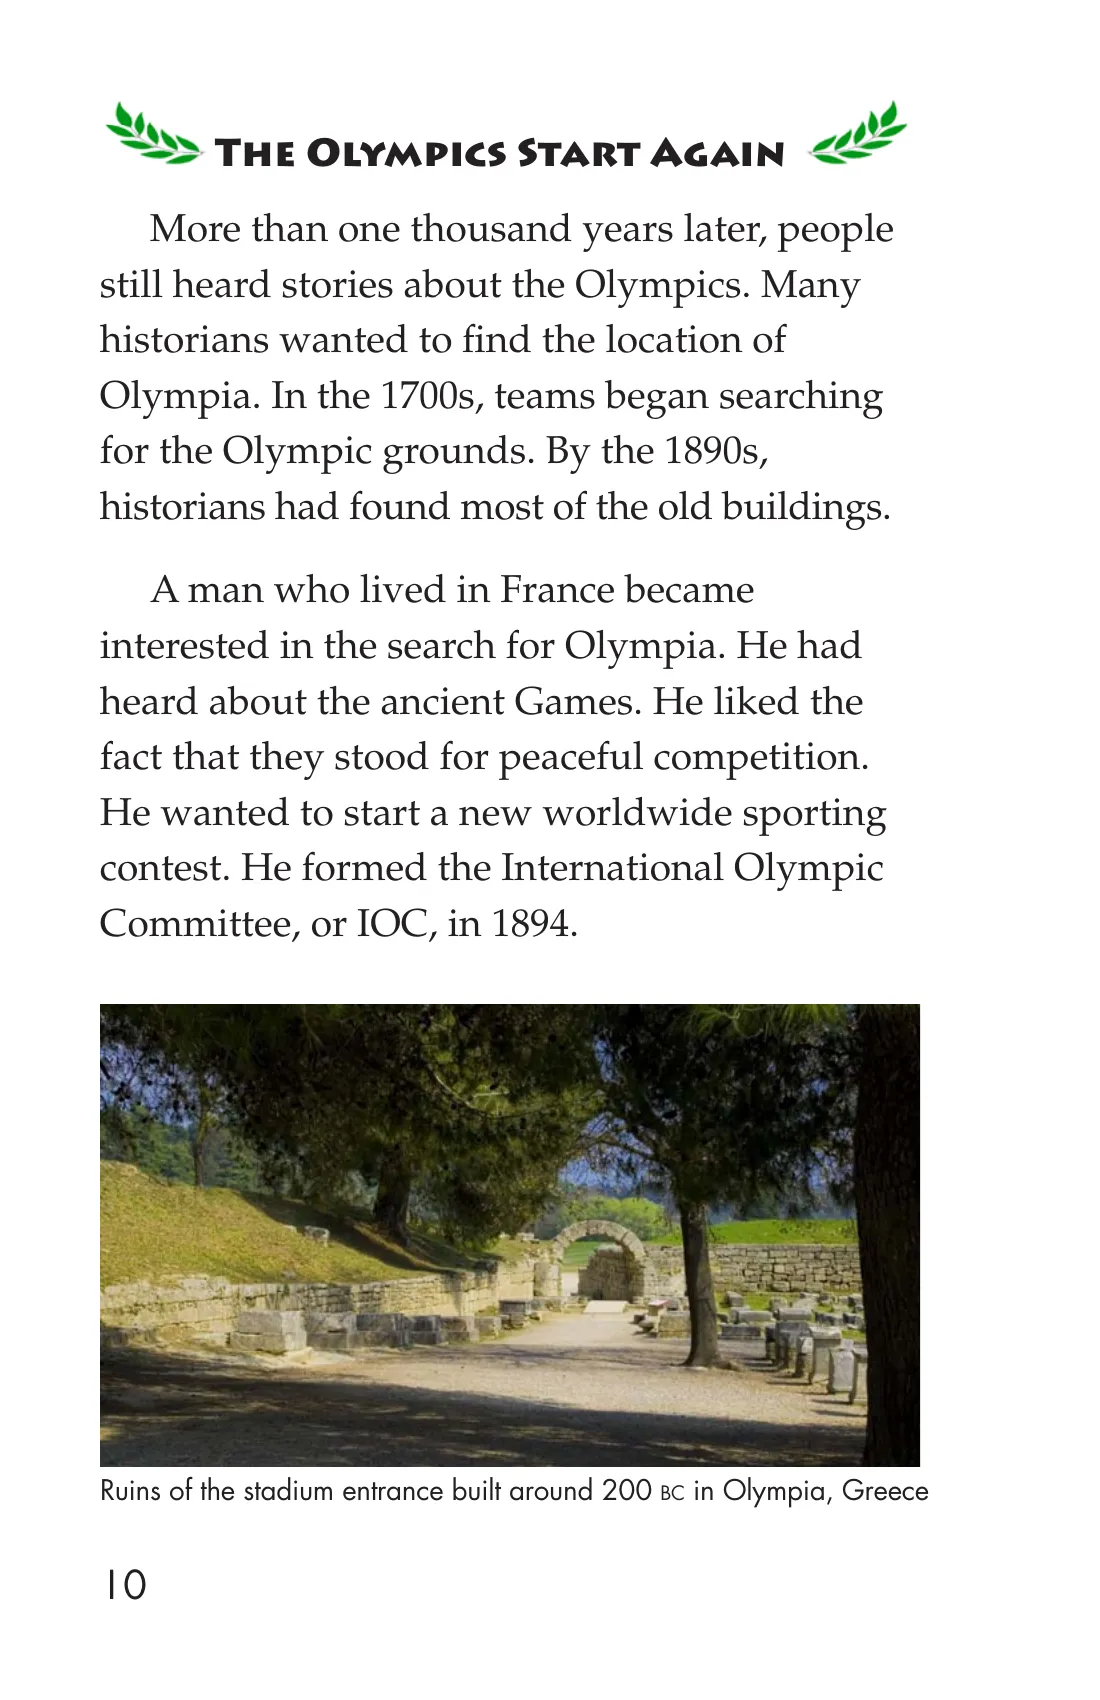 The Olympics Start Again
More than one thousand years later, people
still heard stories about the Olympics. Many
historians wanted to find the location of
Olympia. In the 1700s, teams began searching
for the Olympic grounds. By the 1890s,
historians had found most of the old buildings.
A man who lived in France became
interested in the search for Olympia. He had
heard about the ancient Games. He liked the
fact that they stood for peaceful competition.
He wanted to start a new worldwide sporting
contest. He formed the International Olympic
Committee, or IOC, in 1894.
Ruins of the stadium entrance built around 200 BC in Olympia, Greece
10